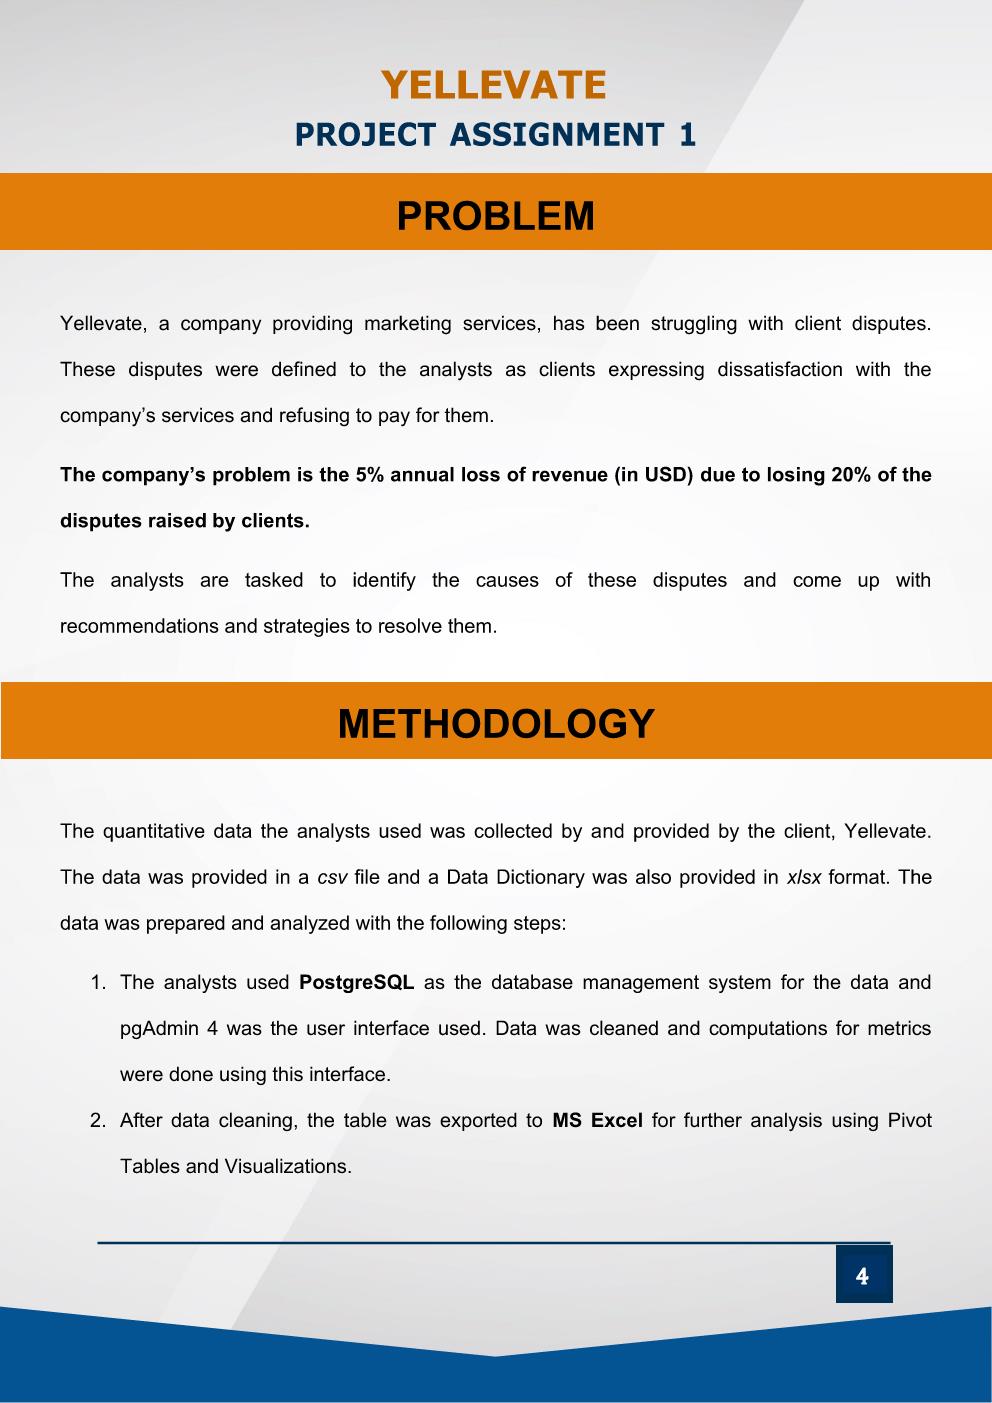 YELLEVATE
PROJECT ASSIGNMENT 1
PROBLEM
Yellevate, a company providing marketing services, has been struggling with client disputes.
These disputes were defined to the analysts as clients expressing dissatisfaction with the
company’s services and refusing to pay for them.
The company’s problem is the 5% annual loss of revenue (in USD) due to losing 20% of the
disputes raised by clients.
The analysts are tasked to identify the causes of these disputes and come up with
recommendations and strategies to resolve them.
METHODOLOGY
The quantitative data the analysts used was collected by and provided by the client, Yellevate.
The data was provided in a csv file and a Data Dictionary was also provided in xlsx format. The
data was prepared and analyzed with the following steps:
1. The analysts used PostgreSQL as the database management system for the data and
pgAdmin 4 was the user interface used. Data was cleaned and computations for metrics
were done using this interface.
2. After data cleaning, the table was exported to MS Excel for further analysis using Pivot
Tables and Visualizations.
4